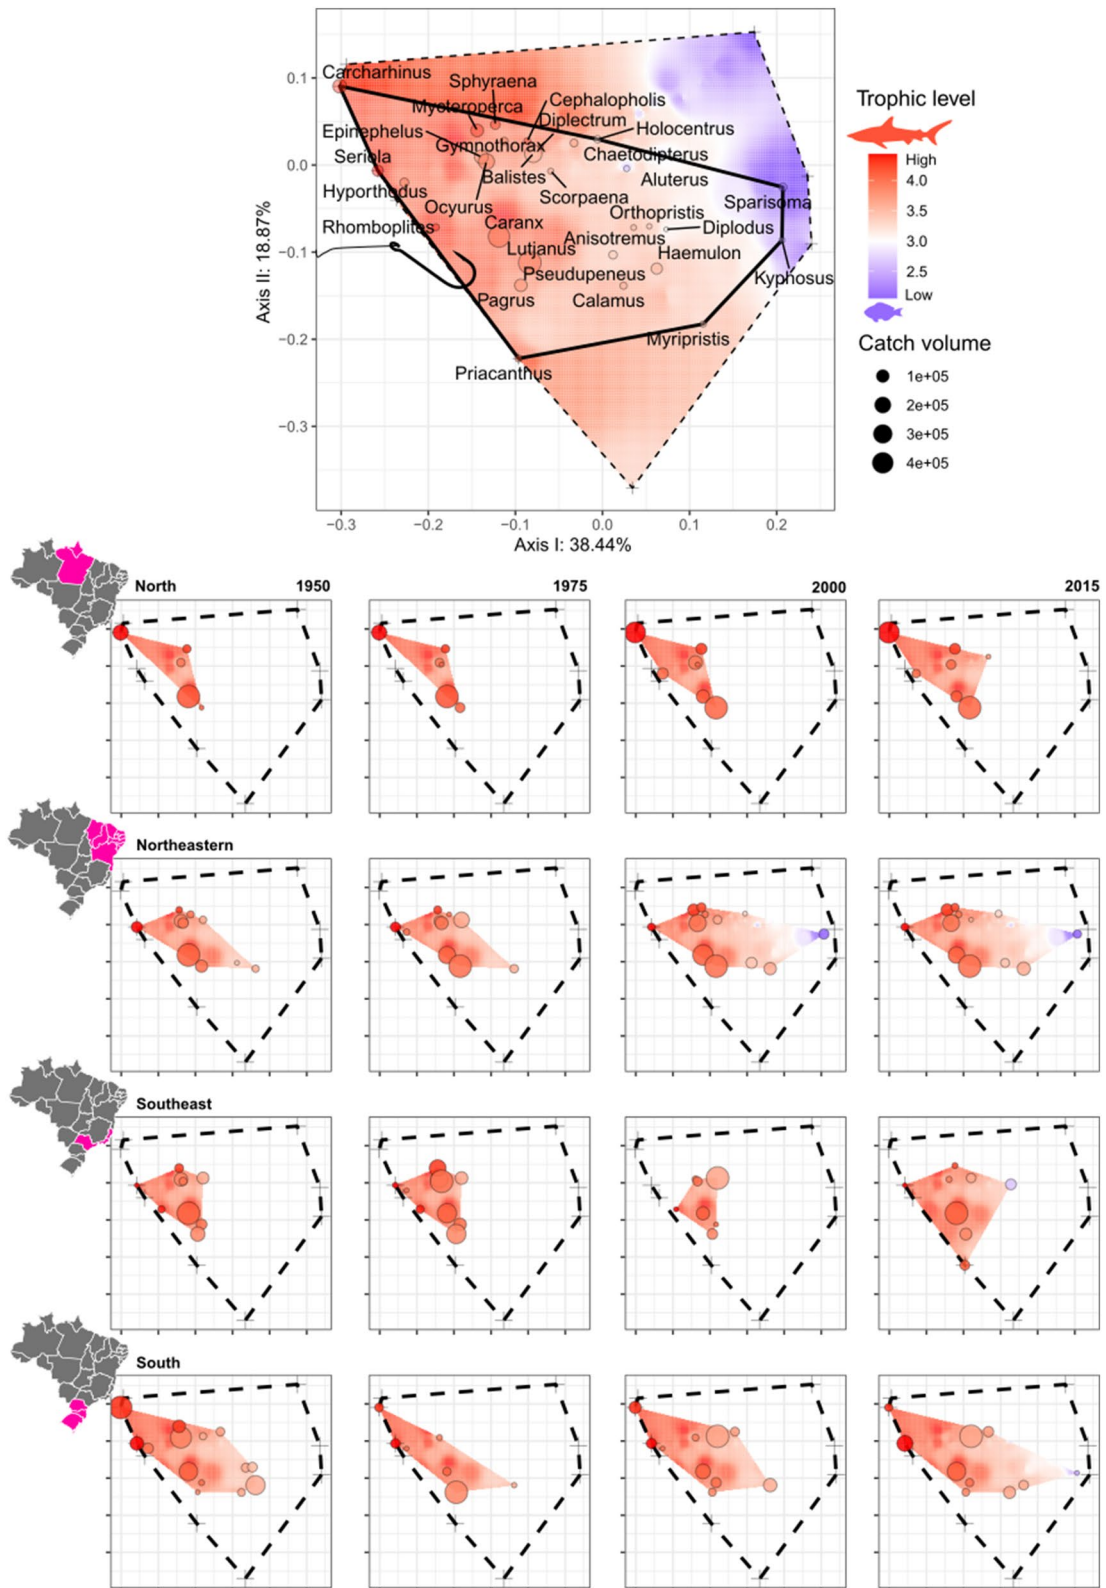 Carcharhinus
Sphyraena
Mycteroperca
Cephalopholis
Diplectrum
Epinephelus
Holocentrus
Gymnothorax
Chaetodipterus
Seriola
Balistes
Aluterus
Hyporthodus
Scorpaena
Sparisoma
Ocyurus
Orthopristis
Rhomboplites
Caranx
Diplodus
Anisotremus
Lutjanus
Haemulon
Pseudupeneus
Kyphosus
Pagrus
Calamus
Myripristis
Priacanthus
0.1
0.0
−0.1
−0.2
−0.3
Axis II: 18.87%
−0.3 −0.2 −0.1 0.0 0.1 0.2
Axis I: 38.44%
Trophic level
High
4.0
3.5
3.0
2.5
Low
Catch volume
1e+05
2e+05
3e+05
4e+05
North 1950 1975 2000 2015
Northeastern
Southeast
South